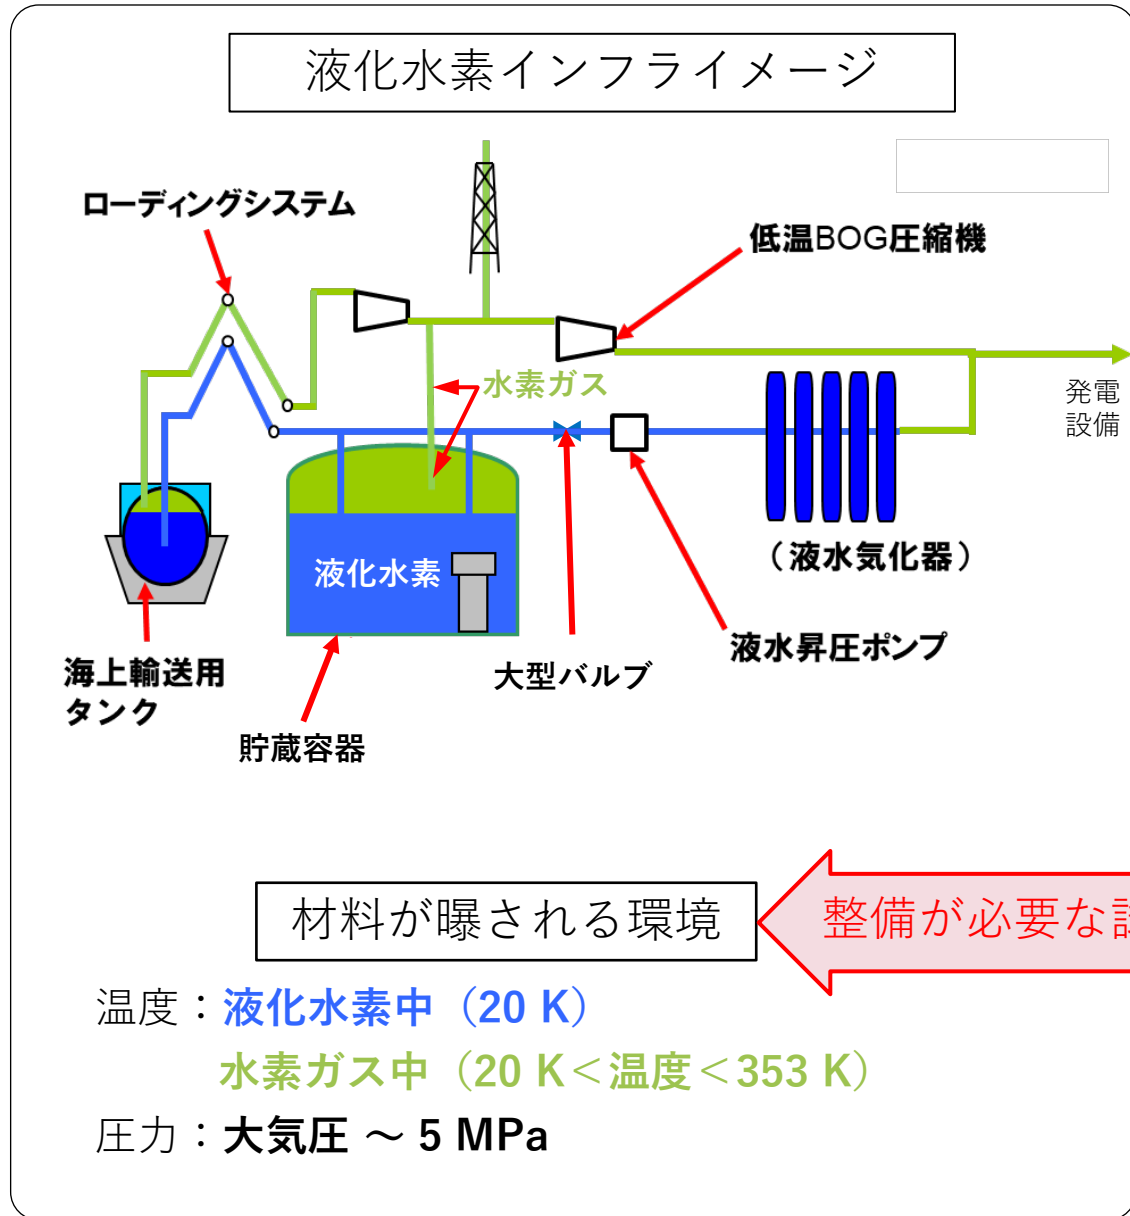 液化水素インフライメージ
ローディングシステム
低温BOG圧縮機
水素ガス
発電
設備
液化水素
（液水気化器）
海上輸送用
タンク
大型バルブ
液水昇圧ポンプ
貯蔵容器
材料が曝される環境
整備が必要な
温度：液化水素中（20 K）
水素ガス中（20 K＜温度＜353 K）
圧力：大気圧 ～ 5 MPa